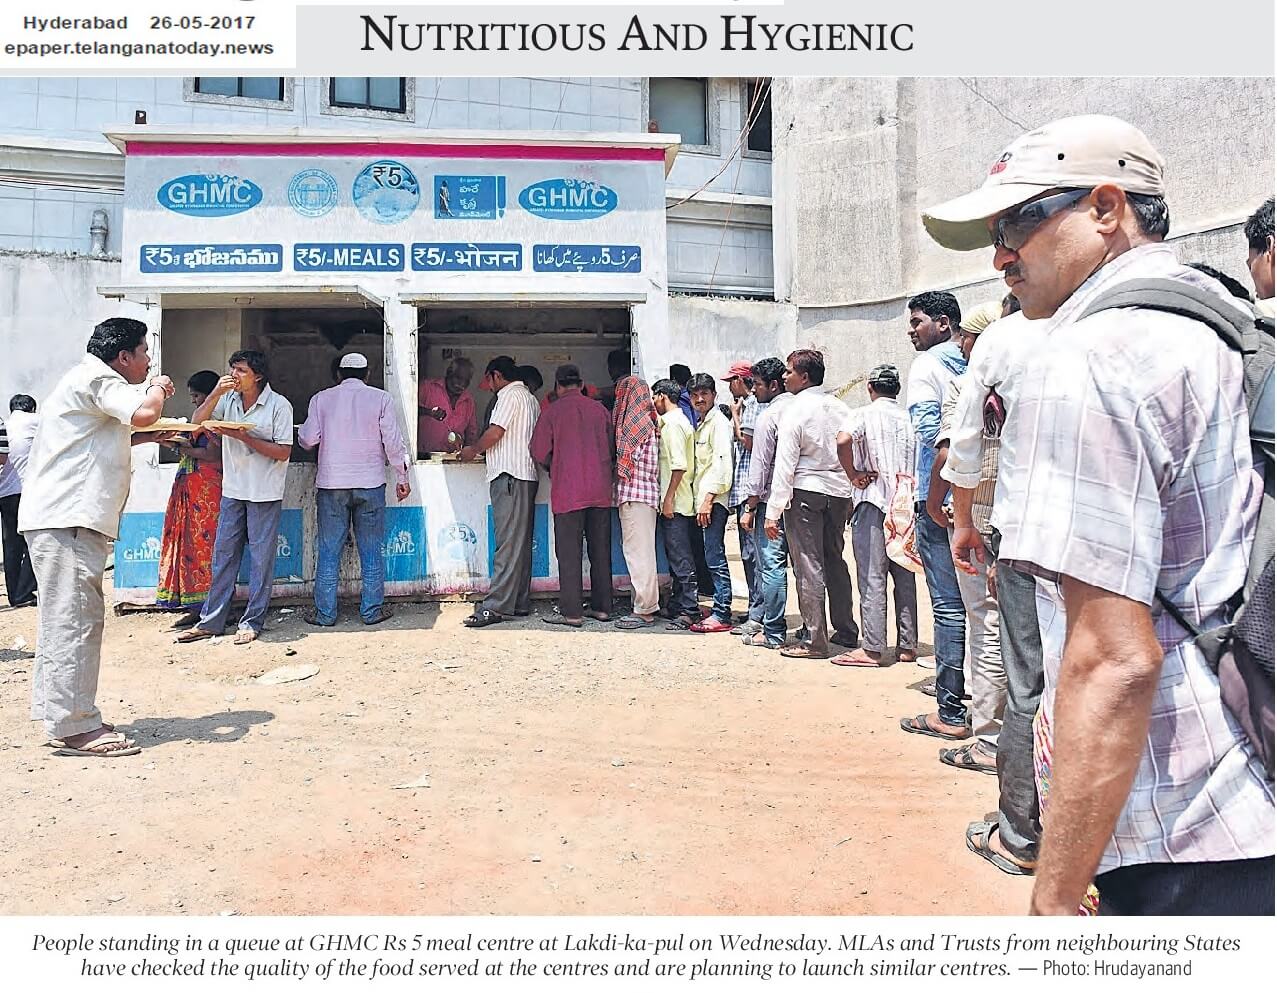 Hyderabad 26-05-2017
epaper.telanganatoday.news
NUTRITIOUS AND HYGIENIC
GHMC
₹5
హరే
కృష్ణ
GHMC
₹5కే భోజనము
₹5/-MEALS
₹5/-भोजन
صرف 5 روپئے میں کھانا
GHMC
GHMC
₹5
People standing in a queue at GHMC Rs 5 meal centre at Lakdi-ka-pul on Wednesday. MLAs and Trusts from neighbouring States
have checked the quality of the food served at the centres and are planning to launch similar centres. — Photo: Hrudayanand